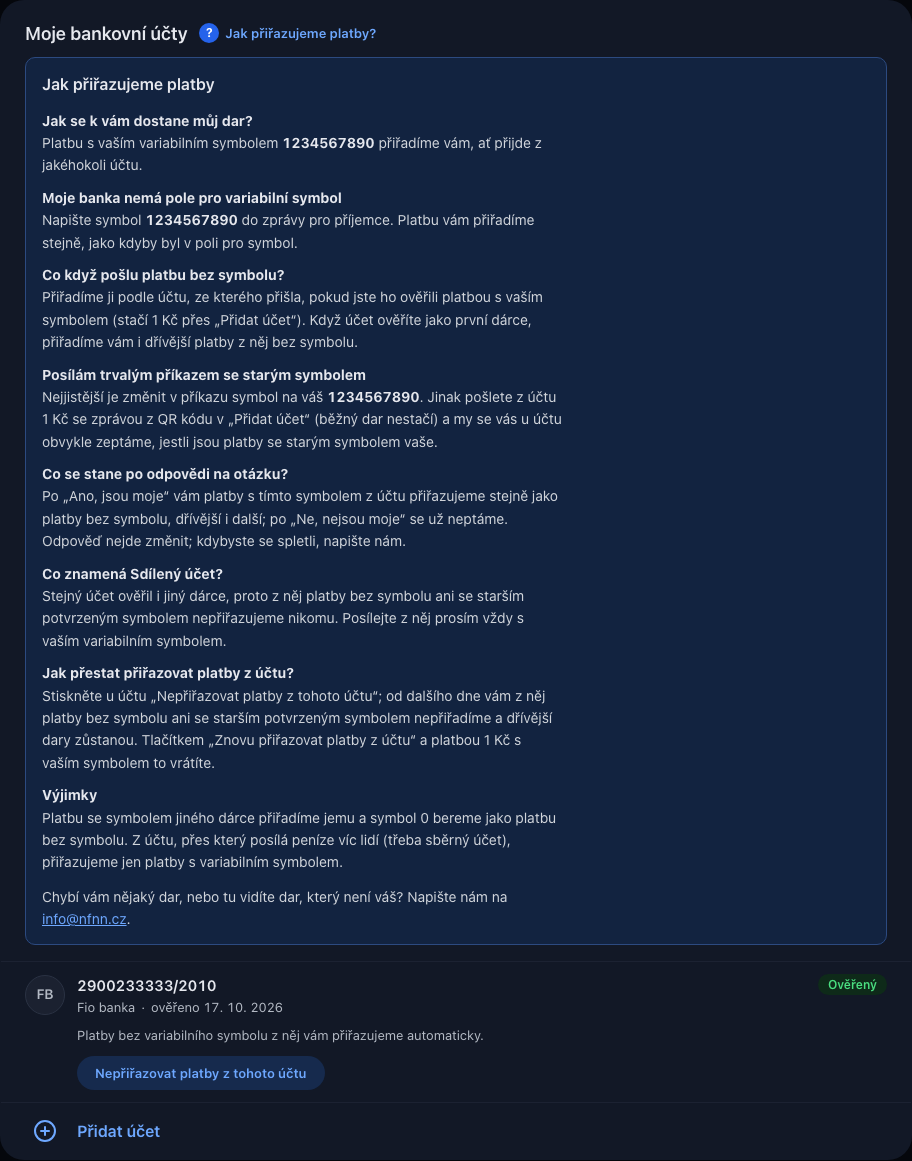 Moje bankovní účty ? Jak přiřazujeme platby?
Jak přiřazujeme platby
Jak se k vám dostane můj dar?
Platbu s vaším variabilním symbolem 1234567890 přiřadíme vám, ať přijde z
jakéhokoli účtu.
Moje banka nemá pole pro variabilní symbol
Napište symbol 1234567890 do zprávy pro příjemce. Platbu vám přiřadíme
stejně, jako kdyby byl v poli pro symbol.
Co když pošlu platbu bez symbolu?
Přiřadíme ji podle účtu, ze kterého přišla, pokud jste ho ověřili platbou s vaším
symbolem (stačí 1 Kč přes „Přidat účet“). Když účet ověříte jako první dárce,
přiřadíme vám i dřívější platby z něj bez symbolu.
Posílám trvalým příkazem se starým symbolem
Nejjistější je změnit v příkazu symbol na váš 1234567890. Jinak pošlete z účtu
1 Kč se zprávou z QR kódu v „Přidat účet“ (běžný dar nestačí) a my se vás u účtu
obvykle zeptáme, jestli jsou platby se starým symbolem vaše.
Co se stane po odpovědi na otázku?
Po „Ano, jsou moje“ vám platby s tímto symbolem z účtu přiřazujeme stejně jako
platby bez symbolu, dřívější i další; po „Ne, nejsou moje“ se už neptáme.
Odpověď nejde změnit; kdybyste se spletli, napište nám.
Co znamená Sdílený účet?
Stejný účet ověřil i jiný dárce, proto z něj platby bez symbolu ani se starším
potvrzeným symbolem nepřiřazujeme nikomu. Posílejte z něj prosím vždy s
vaším variabilním symbolem.
Jak přestat přiřazovat platby z účtu?
Stiskněte u účtu „Nepřiřazovat platby z tohoto účtu“; od dalšího dne vám z něj
platby bez symbolu ani se starším potvrzeným symbolem nepřiřadíme a dřívější
dary zůstanou. Tlačítkem „Znovu přiřazovat platby z účtu“ a platbou 1 Kč s
vaším symbolem to vrátíte.
Výjimky
Platbu se symbolem jiného dárce přiřadíme jemu a symbol 0 bereme jako platbu
bez symbolu. Z účtu, přes který posílá peníze víc lidí (třeba sběrný účet),
přiřazujeme jen platby s variabilním symbolem.
Chybí vám nějaký dar, nebo tu vidíte dar, který není váš? Napište nám na
info@nfnn.cz.
FB 2900233333/2010 Ověřený
Fio banka · ověřeno 17. 10. 2026
Platby bez variabilního symbolu z něj vám přiřazujeme automaticky.
Nepřiřazovat platby z tohoto účtu
Přidat účet